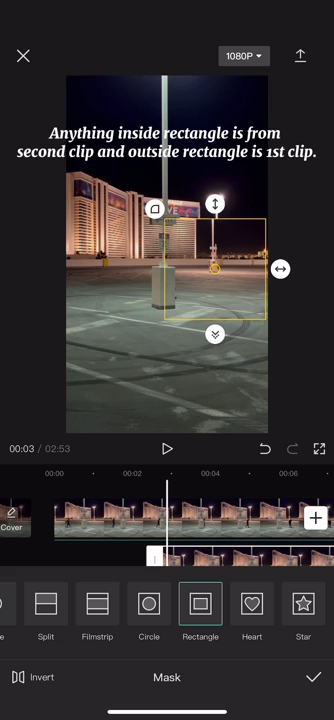 1080P
Anything inside rectangle is from
second clip and outside rectangle is 1st clip.
00:03 / 02:53
00:00
00:02
00:04
00:06
Cover
Split
Filmstrip
Circle
Rectangle
Heart
Star
Invert
Mask